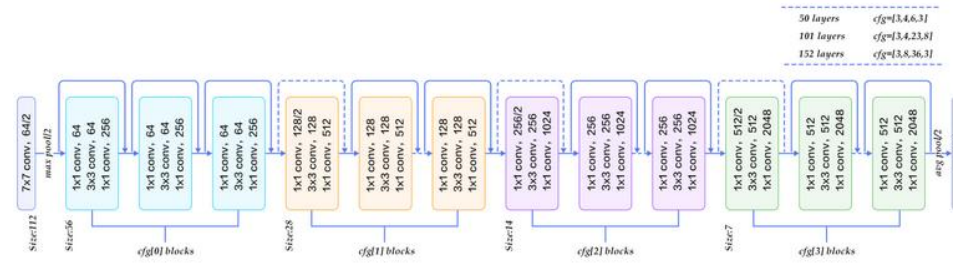 50 layers cfg=[3,4,6,3]
101 layers cfg=[3,4,23,8]
152 layers cfg=[3,8,36,3]
7x7 conv, 64/2
max pool/2
1x1 conv, 64
3x3 conv, 64
1x1 conv, 256
1x1 conv, 64
3x3 conv, 64
1x1 conv, 256
1x1 conv, 64
3x3 conv, 64
1x1 conv, 256
1x1 conv, 128/2
3x3 conv, 128
1x1 conv, 512
1x1 conv, 128
3x3 conv, 128
1x1 conv, 512
1x1 conv, 128
3x3 conv, 128
1x1 conv, 512
1x1 conv, 256/2
3x3 conv, 256
1x1 conv, 1024
1x1 conv, 256
3x3 conv, 256
1x1 conv, 1024
1x1 conv, 256
3x3 conv, 256
1x1 conv, 1024
1x1 conv, 512/2
3x3 conv, 512
1x1 conv, 2048
1x1 conv, 512
3x3 conv, 512
1x1 conv, 2048
1x1 conv, 512
3x3 conv, 512
1x1 conv, 2048
avg pool/2
Size:112
Size:56
cfg[0] blocks
Size:28
cfg[1] blocks
Size:14
cfg[2] blocks
Size:7
cfg[3] blocks